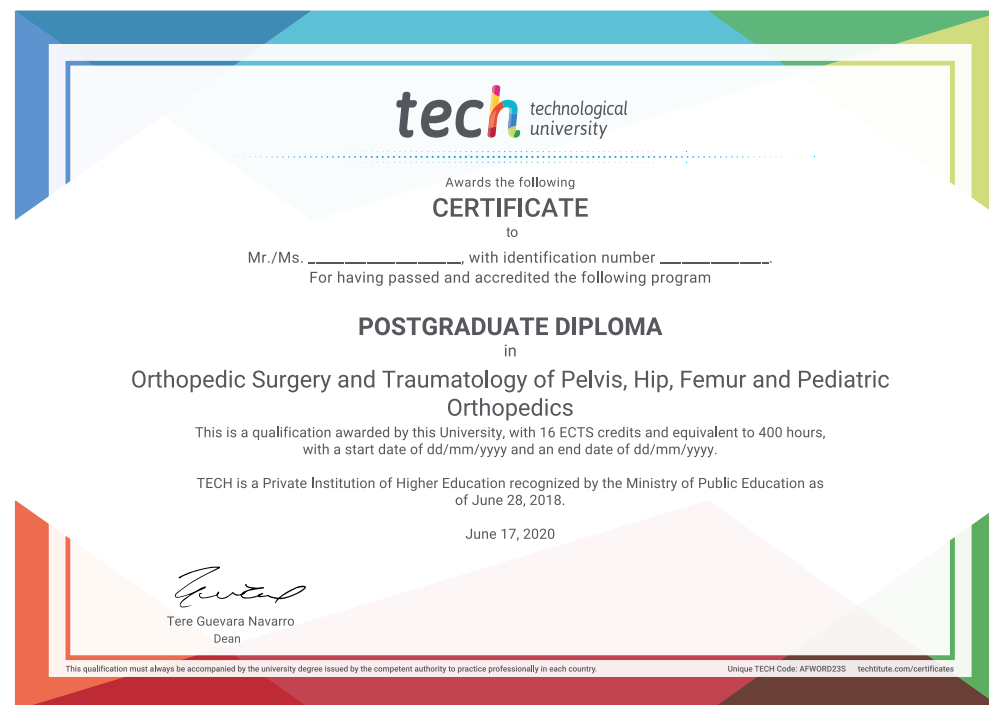 tech technological
university
Awards the following
CERTIFICATE
to
Mr./Ms. ____________________, with identification number ______________.
For having passed and accredited the following program
POSTGRADUATE DIPLOMA
in
Orthopedic Surgery and Traumatology of Pelvis, Hip, Femur and Pediatric
Orthopedics
This is a qualification awarded by this University, with 16 ECTS credits and equivalent to 400 hours,
with a start date of dd/mm/yyyy and an end date of dd/mm/yyyy.
TECH is a Private Institution of Higher Education recognized by the Ministry of Public Education as
of June 28, 2018.
June 17, 2020
Tere Guevara Navarro
Dean
This qualification must always be accompanied by the university degree issued by the competent authority to practice professionally in each country.
Unique TECH Code: AFWORD23S techtitute.com/certificates